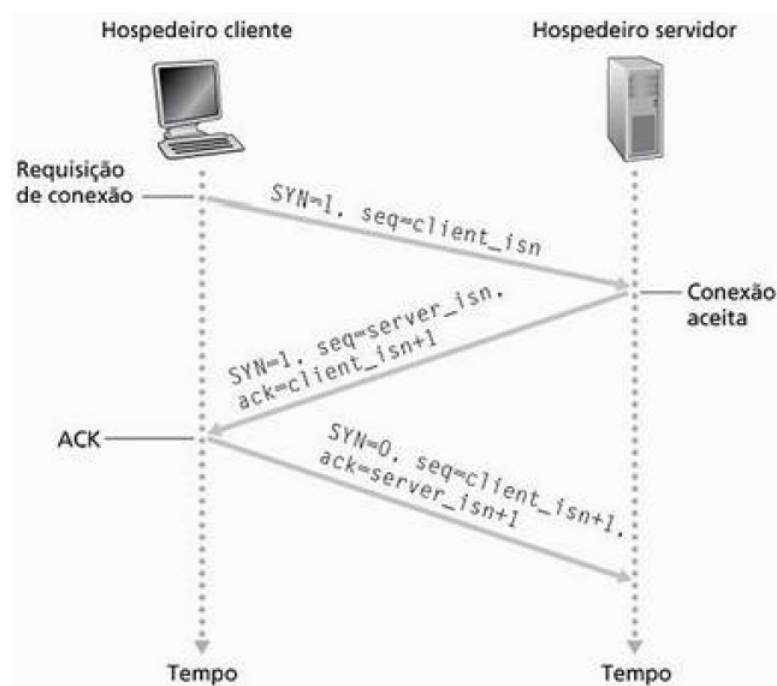 Hospedeiro cliente
Hospedeiro servidor
Requisição
de conexão
SYN=1, seq=client_isn
Conexão
aceita
SYN=1, seq=server_isn,
ack=client_isn+1
ACK
SYN=0, seq=client_isn+1,
ack=server_isn+1
Tempo
Tempo